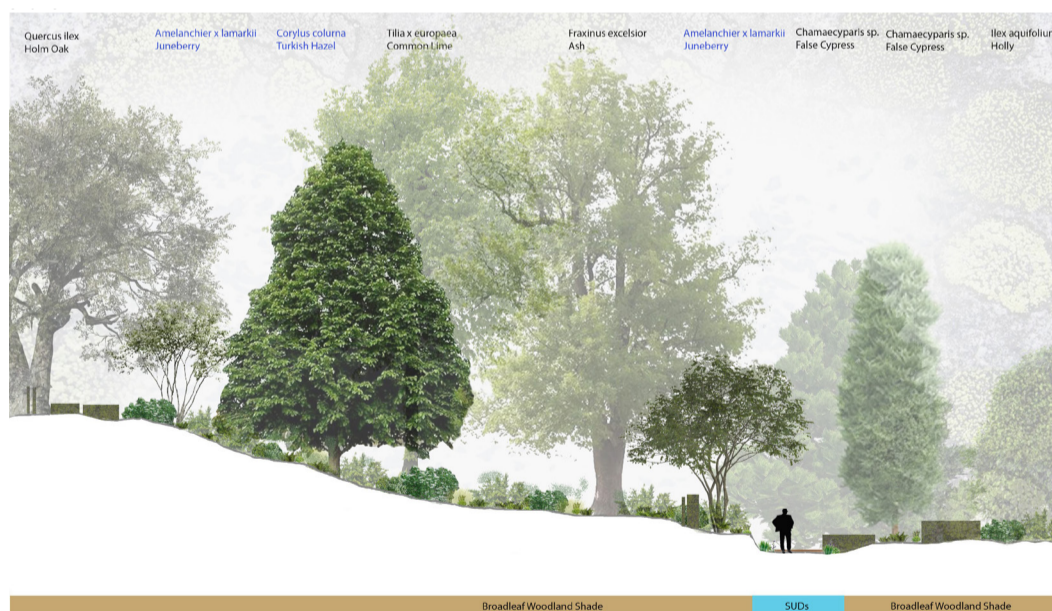 Quercus ilex
Holm Oak
Amelanchier x lamarkii
Juneberry
Corylus colurna
Turkish Hazel
Tilia x europaea
Common Lime
Fraxinus excelsior
Ash
Amelanchier x lamarkii
Juneberry
Chamaecyparis sp.
False Cypress
Chamaecyparis sp.
False Cypress
Ilex aquifoliur
Holly
Broadleaf Woodland Shade
SUDs
Broadleaf Woodland Shade